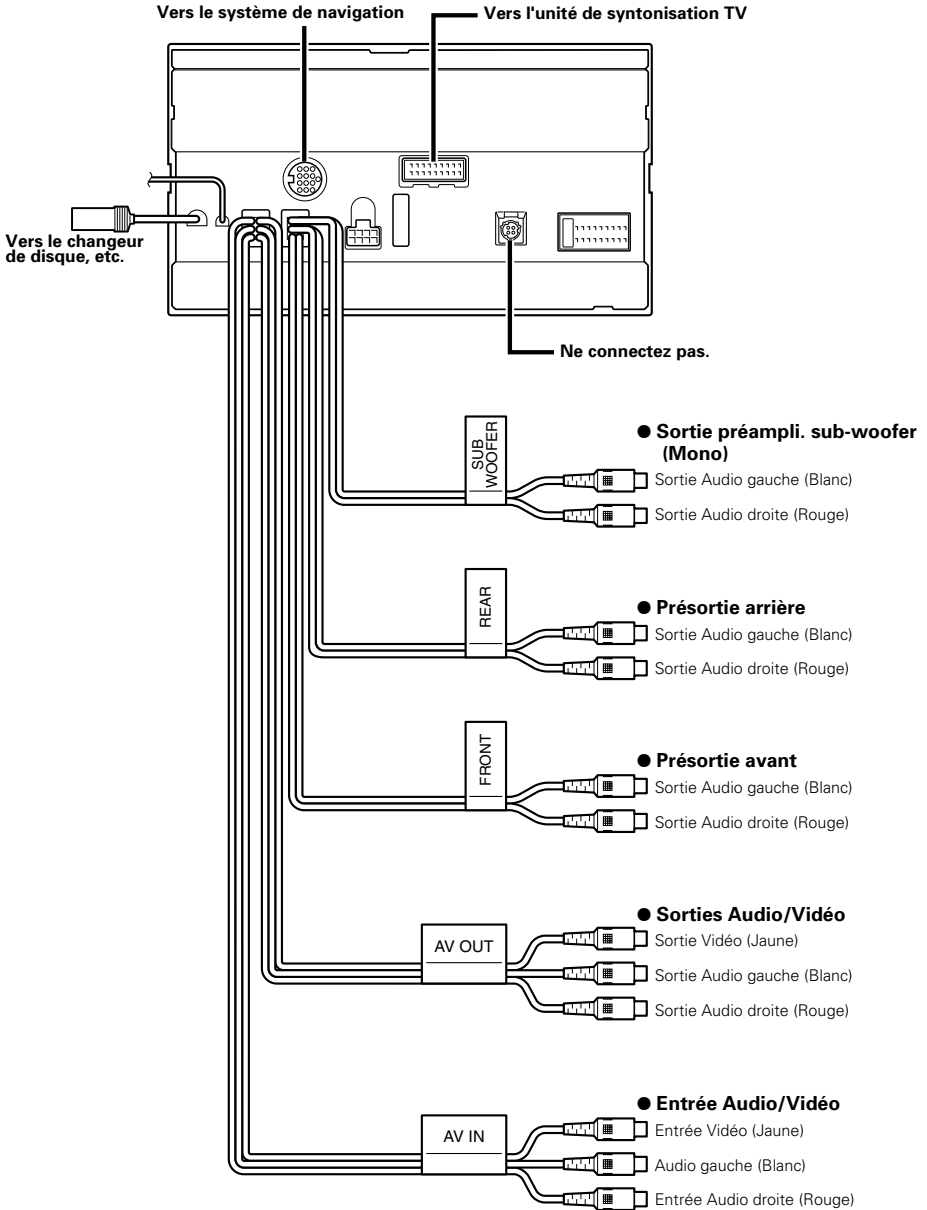 Vers le système de navigation
Vers l'unité de syntonisation TV
Vers le changeur
de disque, etc.
Ne connectez pas.
SUB
WOOFER
● Sortie préampli. sub-woofer
(Mono)
Sortie Audio gauche (Blanc)
Sortie Audio droite (Rouge)
REAR
● Présortie arrière
Sortie Audio gauche (Blanc)
Sortie Audio droite (Rouge)
FRONT
● Présortie avant
Sortie Audio gauche (Blanc)
Sortie Audio droite (Rouge)
AV OUT
● Sorties Audio/Vidéo
Sortie Vidéo (Jaune)
Sortie Audio gauche (Blanc)
Sortie Audio droite (Rouge)
AV IN
● Entrée Audio/Vidéo
Entrée Vidéo (Jaune)
Audio gauche (Blanc)
Entrée Audio droite (Rouge)